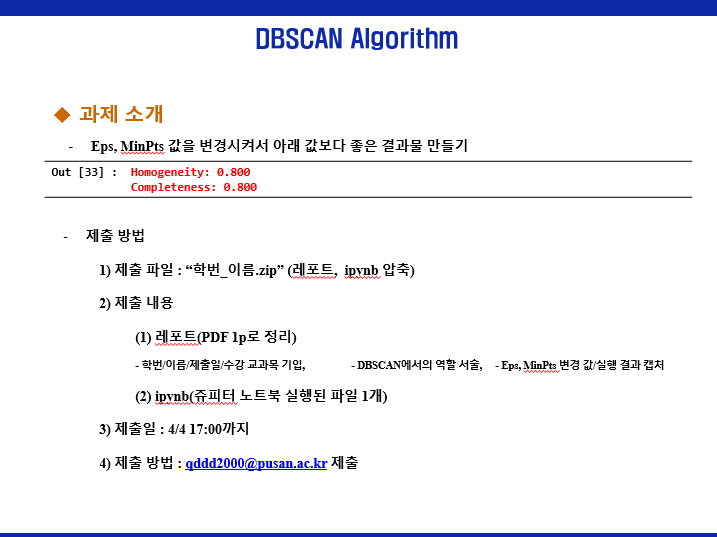 DBSCAN Algorithm
◆ 과제 소개
- Eps, MinPts 값을 변경시켜서 아래 값보다 좋은 결과물 만들기
Out [33] : Homogeneity: 0.800
Completeness: 0.800
- 제출 방법
1) 제출 파일 : “학번_이름.zip” (레포트, ipynb 압축)
2) 제출 내용
(1) 레포트(PDF 1p로 정리)
- 학번/이름/제출일/수강 교과목 기입, - DBSCAN에서의 역할 서술, - Eps, MinPts 변경 값/실행 결과 캡처
(2) ipynb(쥬피터 노트북 실행된 파일 1개)
3) 제출일 : 4/4 17:00까지
4) 제출 방법 : qddd2000@pusan.ac.kr 제출